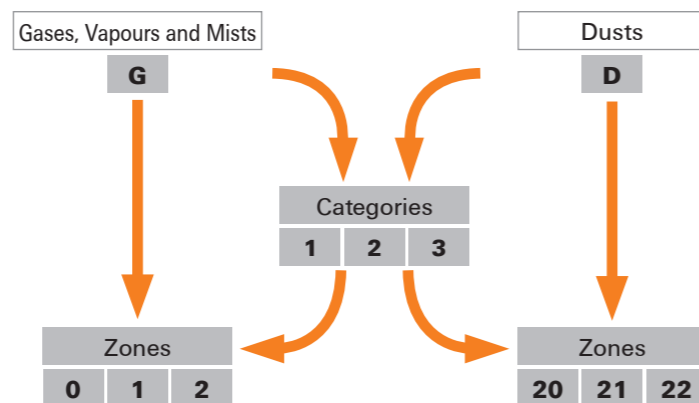 Gases, Vapours and Mists
Dusts
G
D
Categories
1 2 3
Zones
0 1 2
Zones
20 21 22